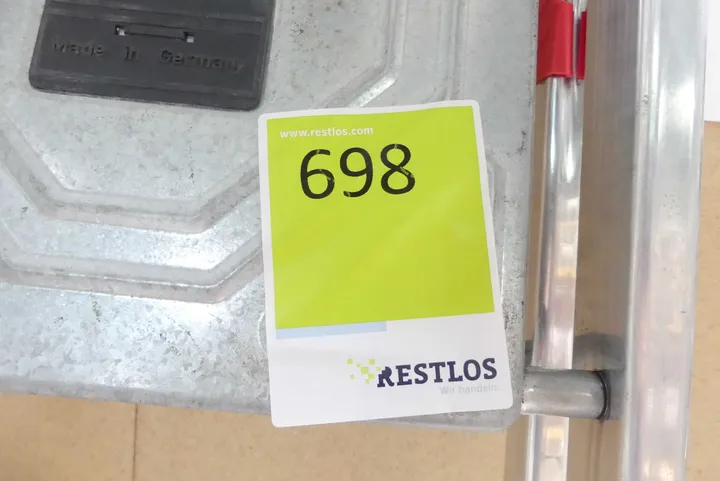 Made in Germany
www.restlos.com
698
RESTLOS
Wir handeln.